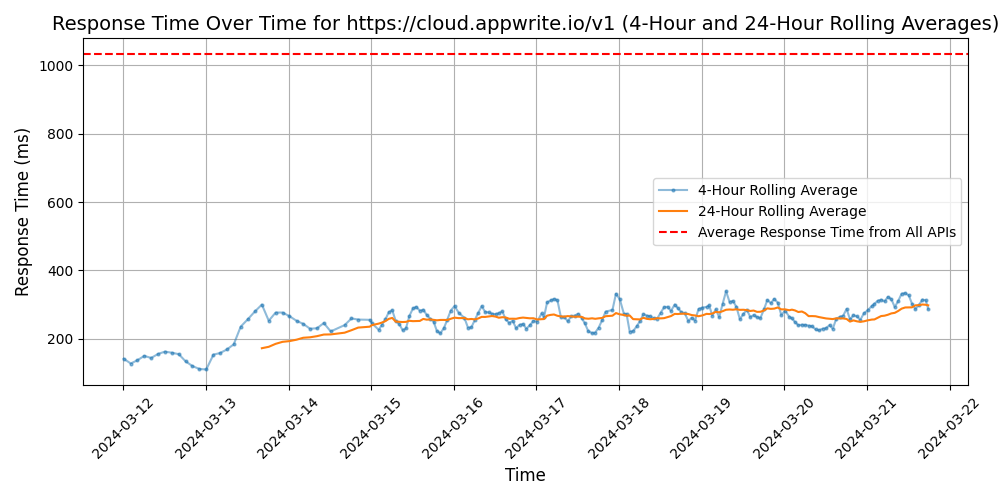 Response Time Over Time for https://cloud.appwrite.io/v1 (4-Hour and 24-Hour Rolling Averages)
Response Time (ms)
1000
800
600
400
200
4-Hour Rolling Average
24-Hour Rolling Average
Average Response Time from All APIs
2024-03-12
2024-03-13
2024-03-14
2024-03-15
2024-03-16
2024-03-17
2024-03-18
2024-03-19
2024-03-20
2024-03-21
2024-03-22
Time